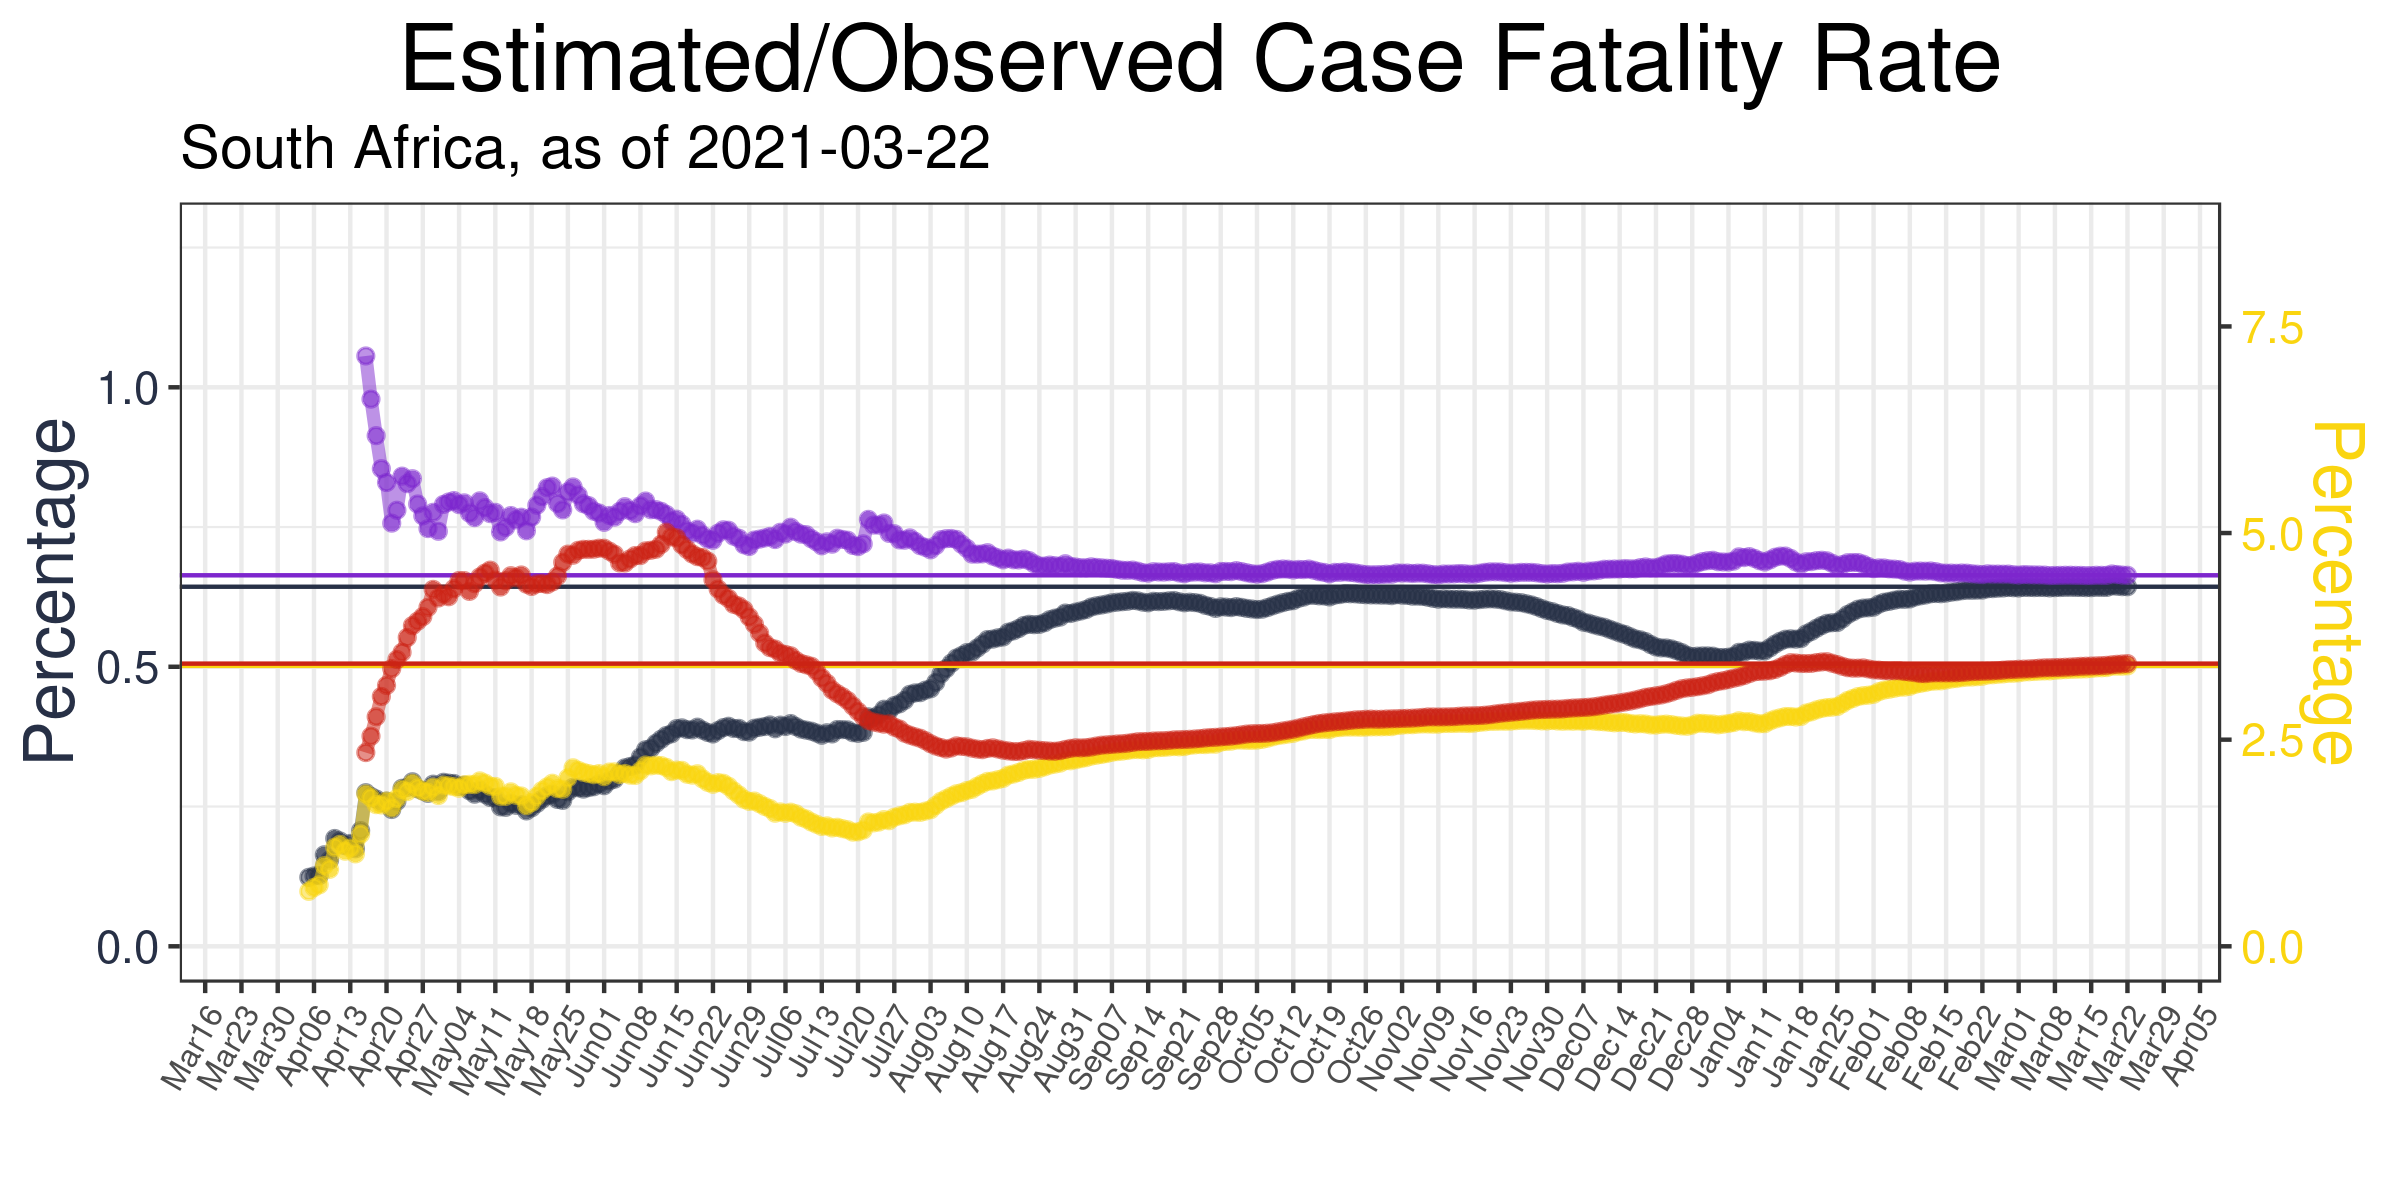 Estimated/Observed Case Fatality Rate
South Africa, as of 2021-03-22
Percentage
1.0
0.5
0.0
7.5
5.0
2.5
0.0
Percentage
Mar16
Mar23
Mar30
Apr06
Apr13
Apr20
Apr27
May04
May11
May18
May25
Jun01
Jun08
Jun15
Jun22
Jun29
Jul06
Jul13
Jul20
Jul27
Aug03
Aug10
Aug17
Aug24
Aug31
Sep07
Sep14
Sep21
Sep28
Oct05
Oct12
Oct19
Oct26
Nov02
Nov09
Nov16
Nov23
Nov30
Dec07
Dec14
Dec21
Dec28
Jan04
Jan11
Jan18
Jan25
Feb01
Feb08
Feb15
Feb22
Mar01
Mar08
Mar15
Mar22
Mar29
Apr05